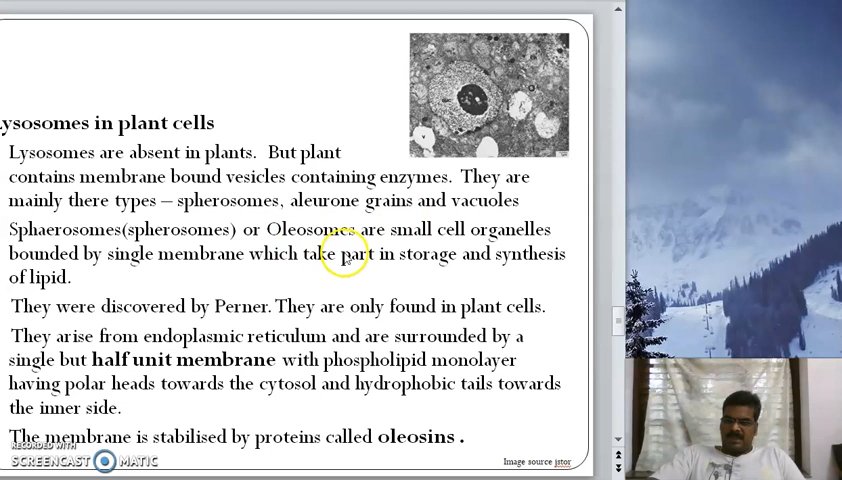 ysosomes in plant cells
Lysosomes are absent in plants. But plant
contains membrane bound vesicles containing enzymes. They are
mainly there types – spherosomes, aleurone grains and vacuoles
Sphaerosomes(spherosomes) or Oleosomes are small cell organelles
bounded by single membrane which take part in storage and synthesis
of lipid.
They were discovered by Perner. They are only found in plant cells.
They arise from endoplasmic reticulum and are surrounded by a
single but half unit membrane with phospholipid monolayer
having polar heads towards the cytosol and hydrophobic tails towards
the inner side.
The membrane is stabilised by proteins called oleosins .
RECORDED WITH
SCREENCAST MATIC
Image source jstor